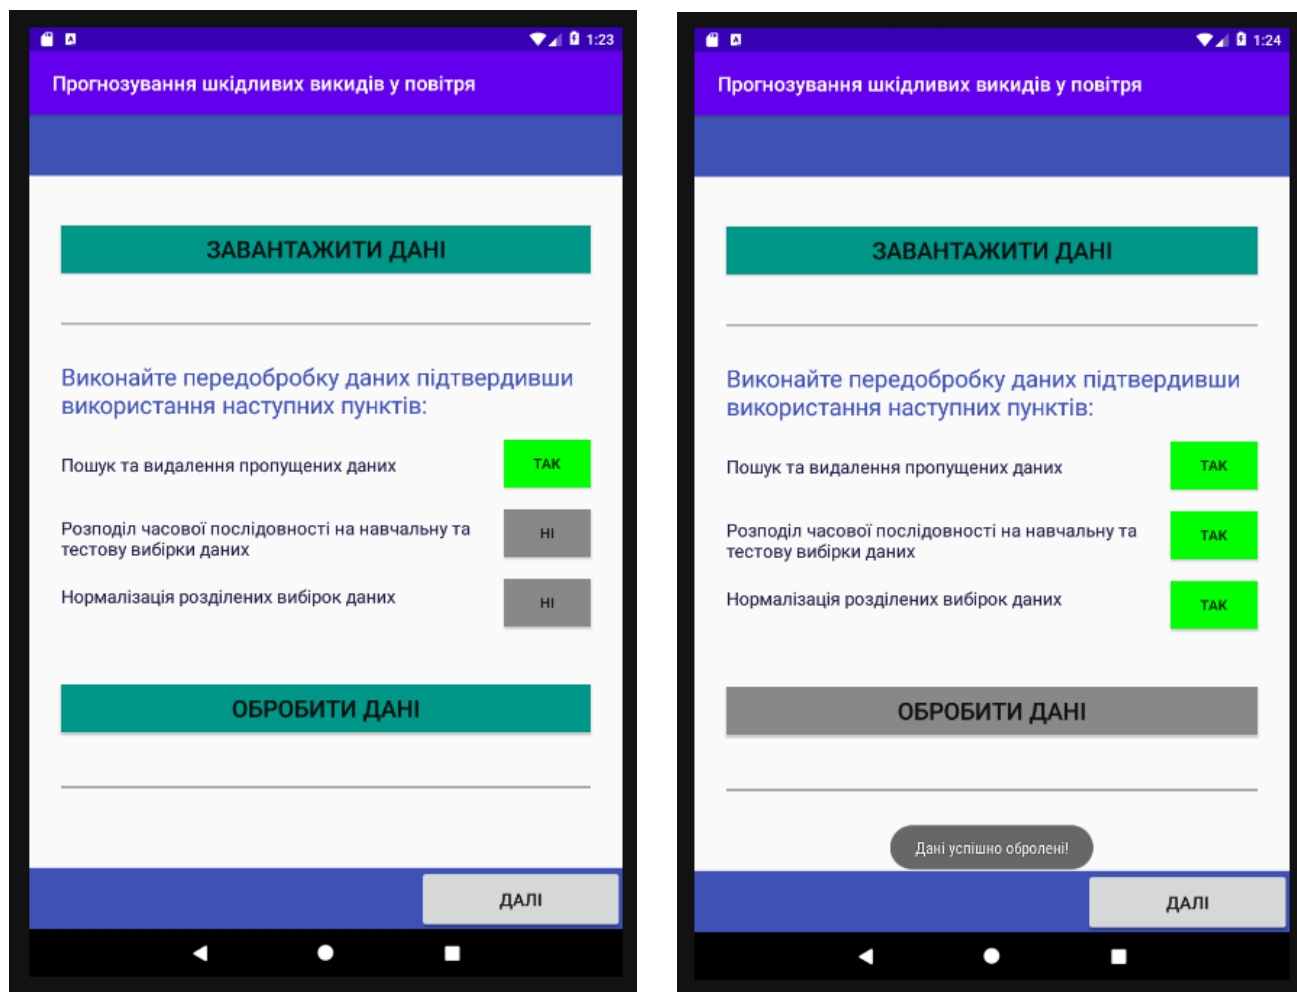 1:23
Прогнозування шкідливих викидів у повітря
ЗАВАНТАЖИТИ ДАНІ
Виконайте передобробку даних підтвердивши
використання наступних пунктів:
Пошук та видалення пропущених даних
ТАК
Розподіл часової послідовності на навчальну та
тестову вибірки даних
НІ
Нормалізація розділених вибірок даних
НІ
ОБРОБИТИ ДАНІ
ДАЛІ
1:24
Прогнозування шкідливих викидів у повітря
ЗАВАНТАЖИТИ ДАНІ
Виконайте передобробку даних підтвердивши
використання наступних пунктів:
Пошук та видалення пропущених даних
ТАК
Розподіл часової послідовності на навчальну та
тестову вибірки даних
ТАК
Нормалізація розділених вибірок даних
ТАК
ОБРОБИТИ ДАНІ
Дані успішно обролені!
ДАЛІ